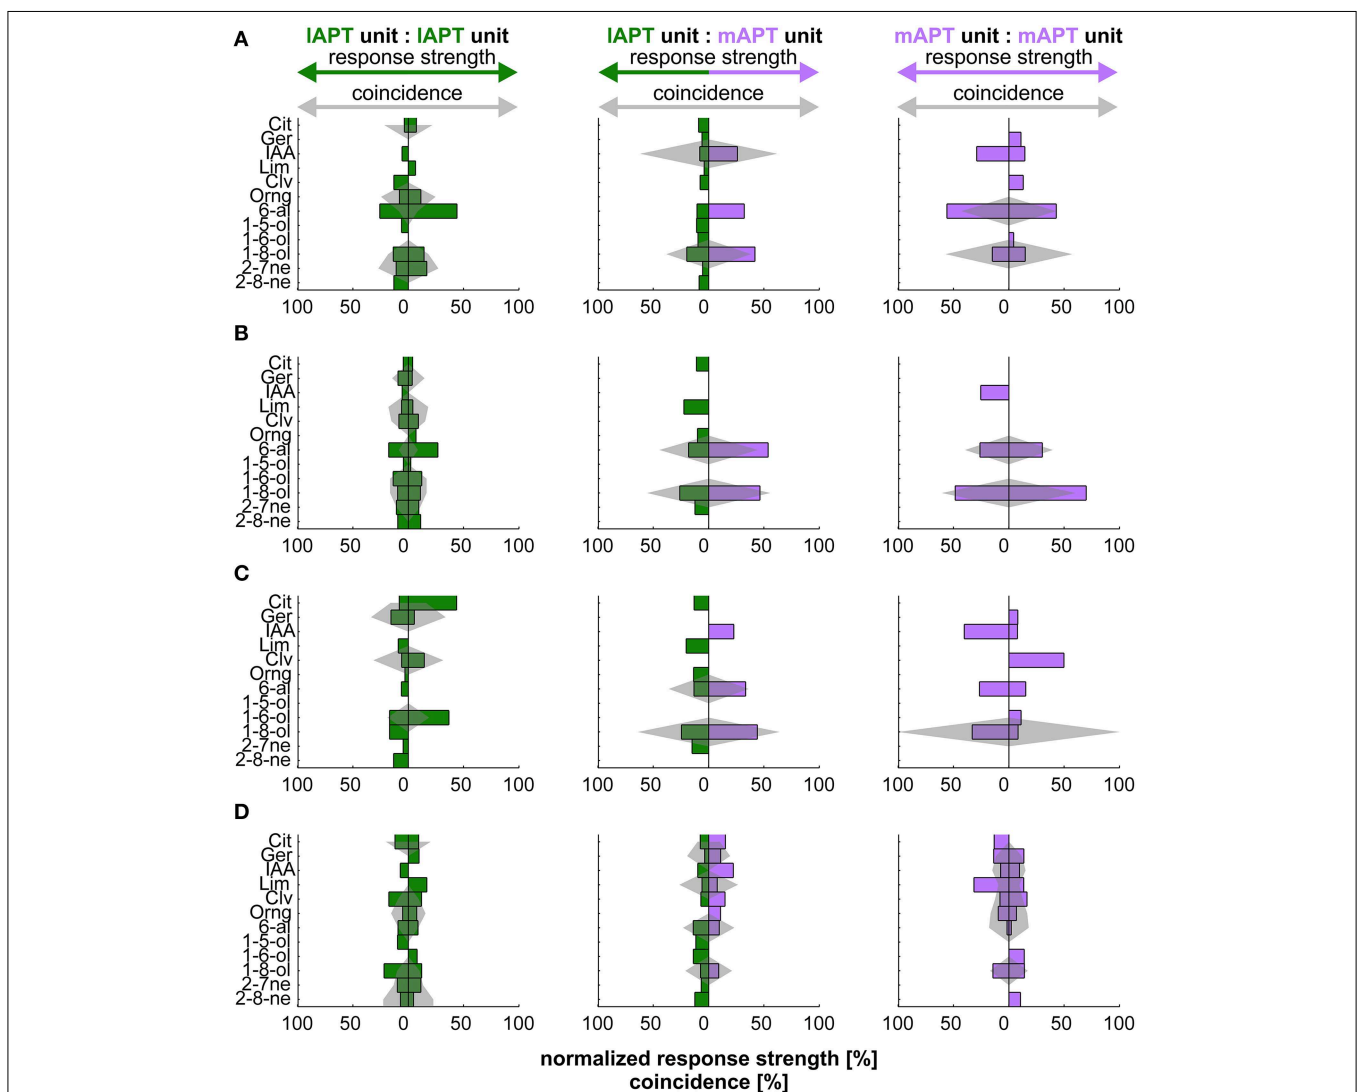 A
lAPT unit : lAPT unit
lAPT unit : mAPT unit
mAPT unit : mAPT unit
response strength
response strength
response strength
coincidence
coincidence
coincidence
Cit
Ger
IAA
Lim
Clv
Orng
6-al
1-5-ol
1-6-ol
1-8-ol
2-7ne
2-8-ne
100 50 0 50 100
100 50 0 50 100
100 50 0 50 100
B
Cit
Ger
IAA
Lim
Clv
Orng
6-al
1-5-ol
1-6-ol
1-8-ol
2-7ne
2-8-ne
100 50 0 50 100
100 50 0 50 100
100 50 0 50 100
C
Cit
Ger
IAA
Lim
Clv
Orng
6-al
1-5-ol
1-6-ol
1-8-ol
2-7ne
2-8-ne
100 50 0 50 100
100 50 0 50 100
100 50 0 50 100
D
Cit
Ger
IAA
Lim
Clv
Orng
6-al
1-5-ol
1-6-ol
1-8-ol
2-7ne
2-8-ne
100 50 0 50 100
100 50 0 50 100
100 50 0 50 100
normalized response strength [%]
coincidence [%]